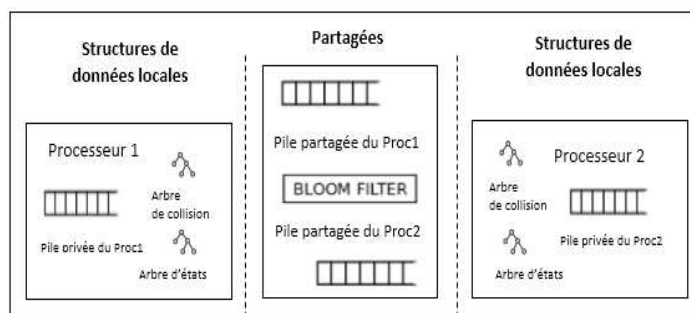 Structures de
données locales
Processeur 1
Arbre
de collision
Pile privée du Proc1
Arbre d'états
Partagées
Pile partagée du Proc1
BLOOM FILTER
Pile partagée du Proc2
Structures de
données locales
Processeur 2
Arbre
de collision
Pile privée du Proc2
Arbre d'états